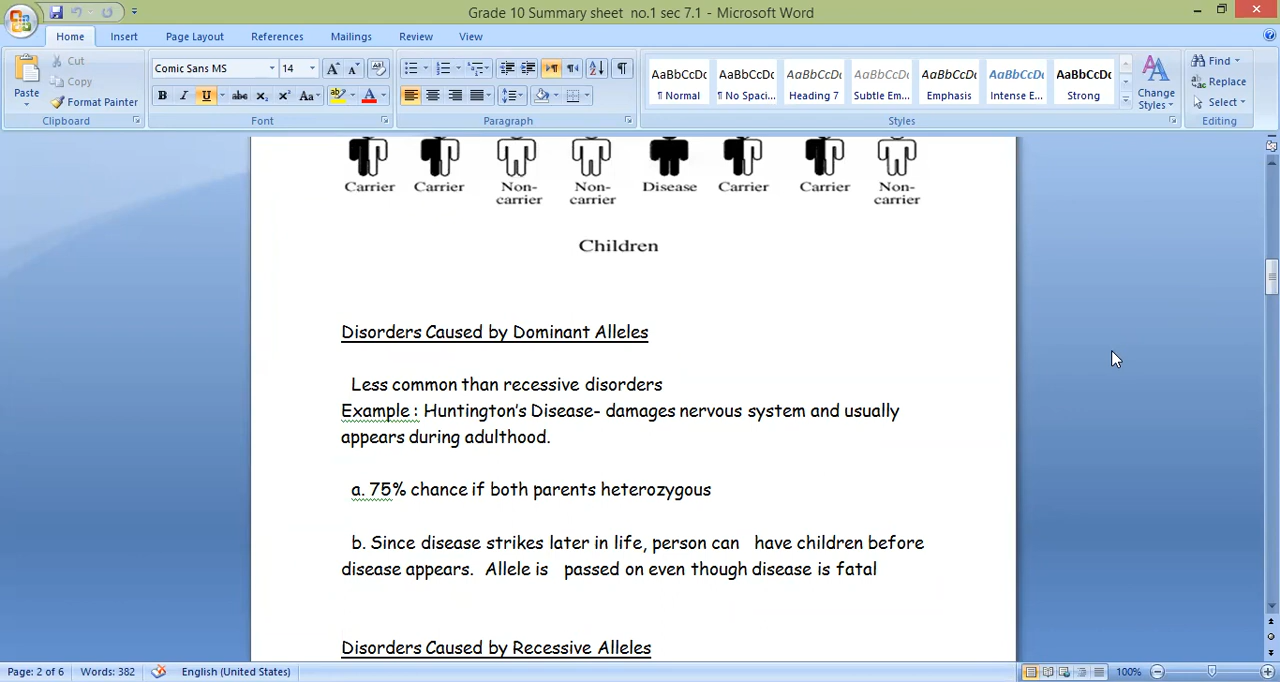 Grade 10 Summary sheet no.1 sec 7.1 - Microsoft Word
Home Insert Page Layout References Mailings Review View
Paste
Cut
Copy
Format Painter
Clipboard
Comic Sans MS 14
Font
Paragraph
AaBbCcDc AaBbCcDc AaBbCcDc AaBbCcDc AaBbCcDc AaBbCcDc AaBbCcDc
¶ Normal ¶ No Spaci... Heading 7 Subtle Em... Emphasis Intense E... Strong
Change
Styles
Styles
Find
Replace
Select
Editing
Carrier Carrier Non-carrier Non-carrier Disease Carrier Carrier Non-carrier
Children
Disorders Caused by Dominant Alleles
Less common than recessive disorders
Example : Huntington's Disease- damages nervous system and usually
appears during adulthood.
a. 75% chance if both parents heterozygous
b. Since disease strikes later in life, person can have children before
disease appears. Allele is passed on even though disease is fatal
Disorders Caused by Recessive Alleles
Page: 2 of 6 Words: 382 English (United States) 100%